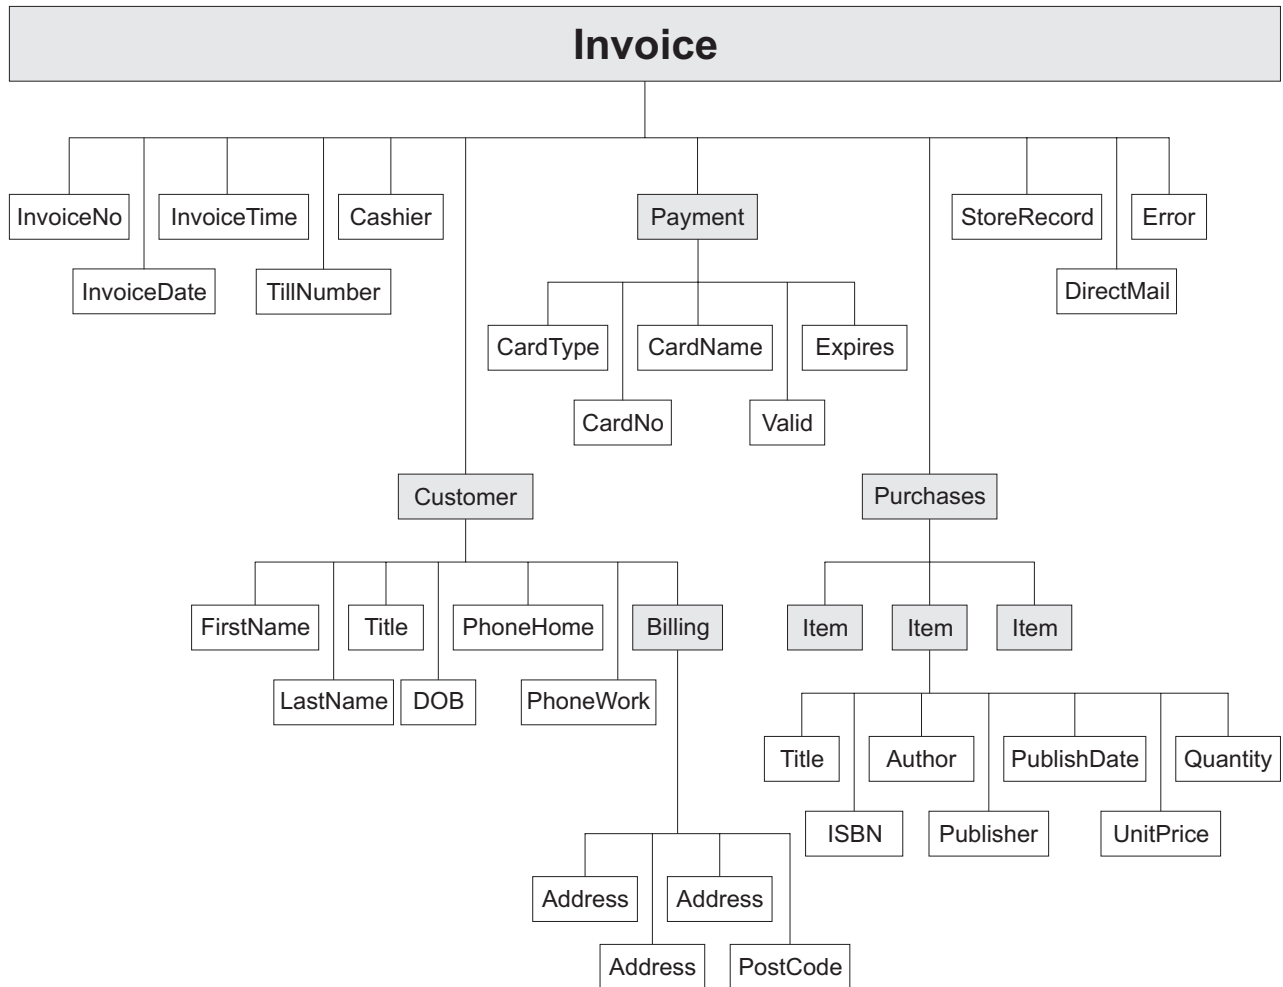 Invoice
InvoiceNo
InvoiceTime
Cashier
Payment
StoreRecord
Error
InvoiceDate
TillNumber
DirectMail
CardType
CardName
Expires
CardNo
Valid
Customer
Purchases
FirstName
Title
PhoneHome
Billing
Item
Item
Item
LastName
DOB
PhoneWork
Title
Author
PublishDate
Quantity
ISBN
Publisher
UnitPrice
Address
Address
Address
PostCode